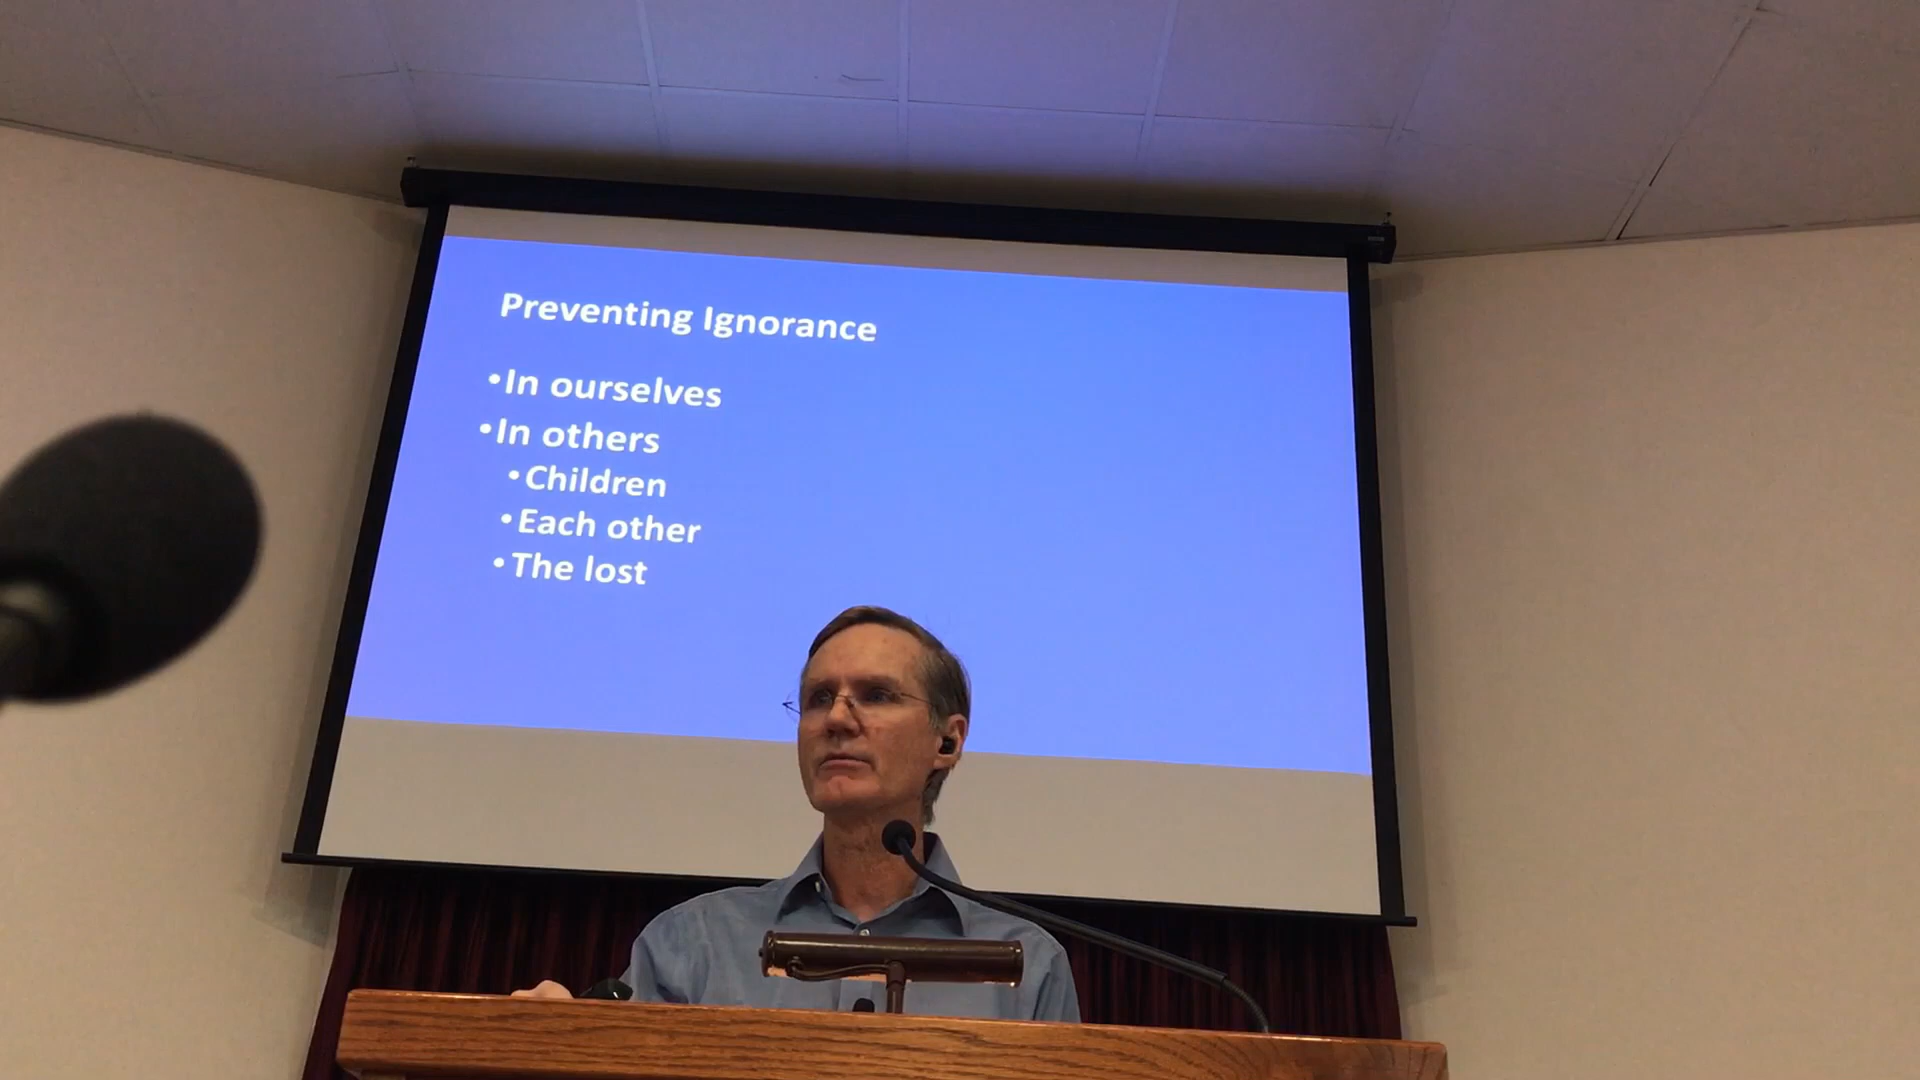 Preventing Ignorance
•In ourselves
•In others
•Children
•Each other
•The lost